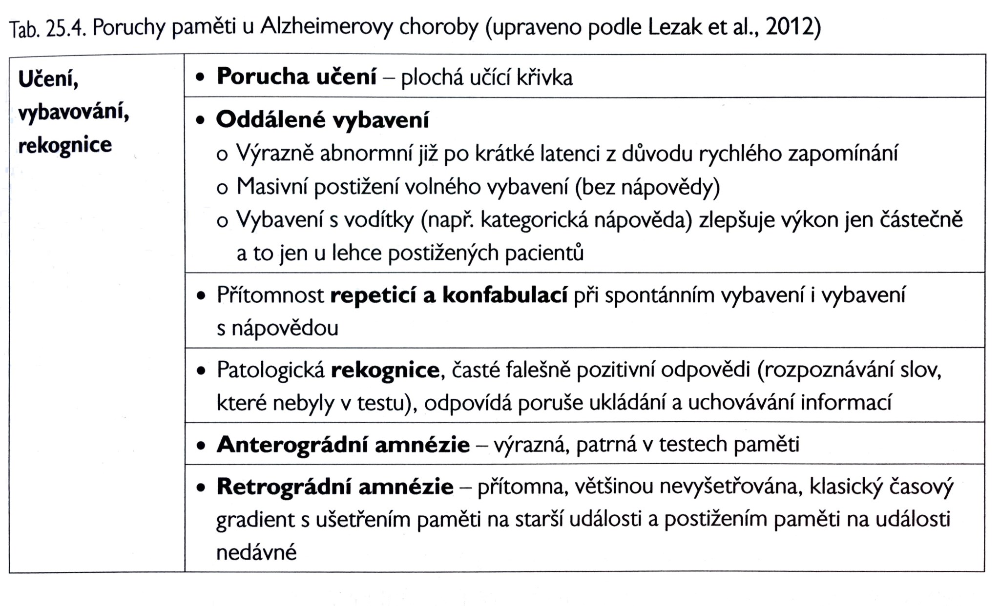 Tab. 25.4. Poruchy paměti u Alzheimerovy choroby (upraveno podle Lezak et al., 2012)
Učení,
vybavování,
rekognice
• Porucha učení – plochá učící křivka
• Oddálené vybavení
o Výrazně abnormní již po krátké latenci z důvodu rychlého zapomínání
o Masivní postižení volného vybavení (bez nápovědy)
o Vybavení s vodítky (např. kategorická nápověda) zlepšuje výkon jen částečně
a to jen u lehce postižených pacientů
• Přítomnost repeticí a konfabulací při spontánním vybavení i vybavení
s nápovědou
• Patologická rekognice, časté falešně pozitivní odpovědi (rozpoznávání slov,
které nebyly v testu), odpovídá poruše ukládání a uchovávání informací
• Anterográdní amnézie – výrazná, patrná v testech paměti
• Retrográdní amnézie – přítomna, většinou nevyšetřována, klasický časový
gradient s ušetřením paměti na starší události a postižením paměti na události
nedávné